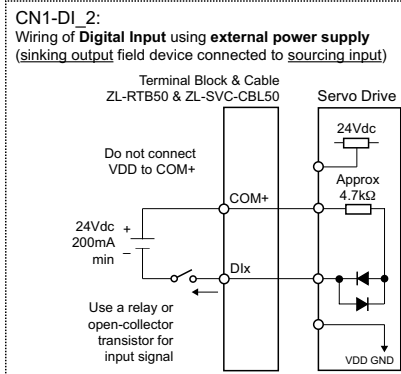 CN1-DI_2:
Wiring of Digital Input using external power supply
(sinking output field device connected to sourcing input)
Terminal Block & Cable
ZL-RTB50 & ZL-SVC-CBL50
Servo Drive
24Vdc
Do not connect
VDD to COM+
Approx
4.7kΩ
COM+
24Vdc
200mA
min
+
–
DIx
Use a relay or
open-collector
transistor for
input signal
VDD GND